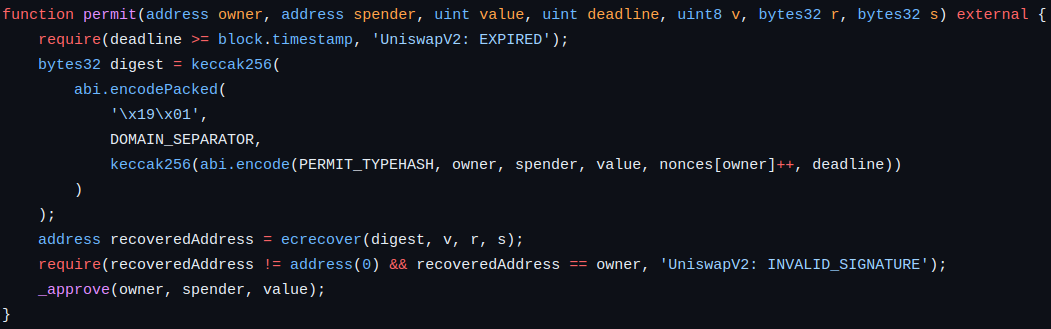 function permit(address owner, address spender, uint value, uint deadline, uint8 v, bytes32 r, bytes32 s) external {
    require(deadline >= block.timestamp, 'UniswapV2: EXPIRED');
    bytes32 digest = keccak256(
        abi.encodePacked(
            '\x19\x01',
            DOMAIN_SEPARATOR,
            keccak256(abi.encode(PERMIT_TYPEHASH, owner, spender, value, nonces[owner]++, deadline))
        )
    );
    address recoveredAddress = ecrecover(digest, v, r, s);
    require(recoveredAddress != address(0) && recoveredAddress == owner, 'UniswapV2: INVALID_SIGNATURE');
    _approve(owner, spender, value);
}